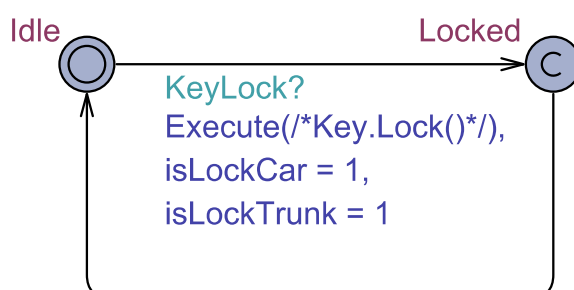 Idle
Locked
C
KeyLock?
Execute(/*Key.Lock()*/),
isLockCar = 1,
isLockTrunk = 1